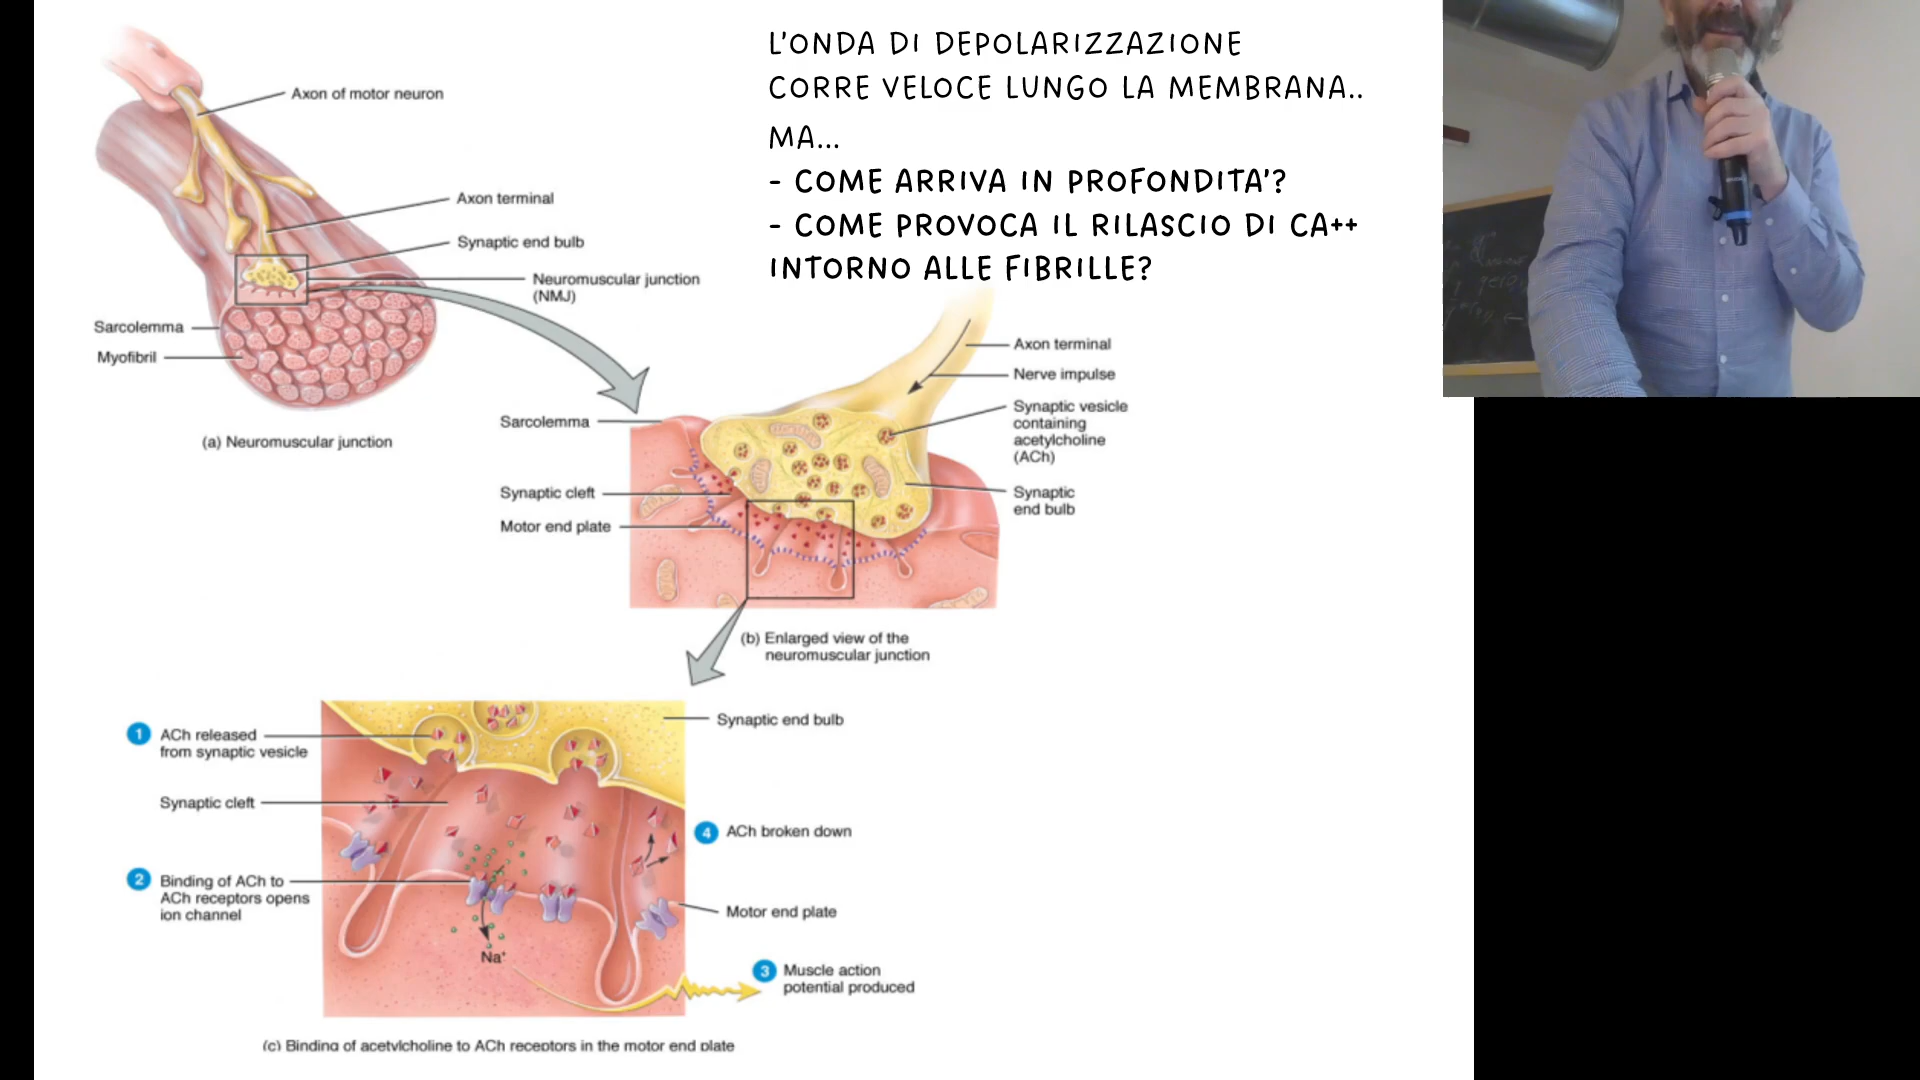 L'ONDA DI DEPOLARIZZAZIONE
CORRE VELOCE LUNGO LA MEMBRANA..
MA...
- COME ARRIVA IN PROFONDITA'?
- COME PROVOCA IL RILASCIO DI CA++
INTORNO ALLE FIBRILLE?
Axon of motor neuron
Axon terminal
Synaptic end bulb
Neuromuscular junction
(NMJ)
Sarcolemma
Myofibril
(a) Neuromuscular junction
Axon terminal
Nerve impulse
Synaptic vesicle
containing
acetylcholine
(ACh)
Sarcolemma
Synaptic cleft
Motor end plate
Synaptic
end bulb
(b) Enlarged view of the
neuromuscular junction
Synaptic end bulb
1 ACh released
from synaptic vesicle
Synaptic cleft
4 ACh broken down
2 Binding of ACh to
ACh receptors opens
ion channel
Motor end plate
Na+
3 Muscle action
potential produced
(c) Binding of acetylcholine to ACh receptors in the motor end plate